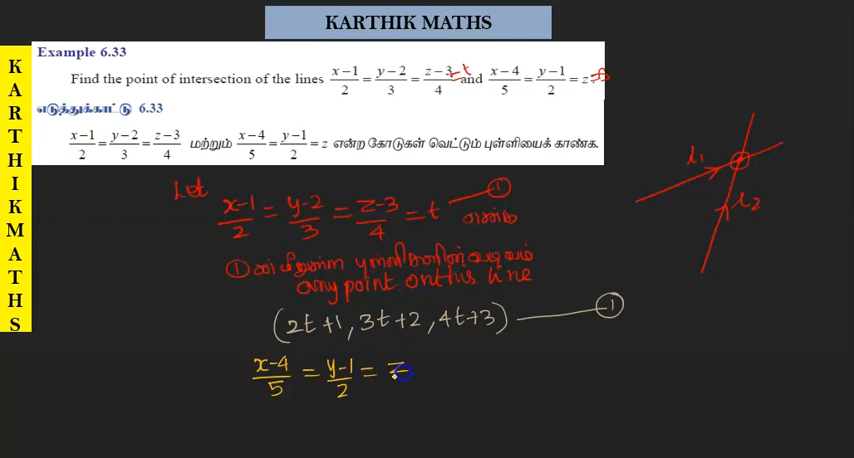 KARTHIK MATHS
KARTHIKMATHS
Example 6.33
Find the point of intersection of the lines (x−1)/2 = (y−2)/3 = (z−3)/4 = t and (x−4)/5 = (y−1)/2 = z = s
எடுத்துக்காட்டு 6.33
(x−1)/2 = (y−2)/3 = (z−3)/4 மற்றும் (x−4)/5 = (y−1)/2 = z என்ற கோடுகள் வெட்டும் புள்ளியைக் காண்க.
l1
l2
Let
(x-1)/2 = (y-2)/3 = (z-3)/4 = t — ①
என்க
① புள்ளியின் வடிவம்
any point on this line
(2t+1, 3t+2, 4t+3) — ①
(x-4)/5 = (y-1)/2 = z